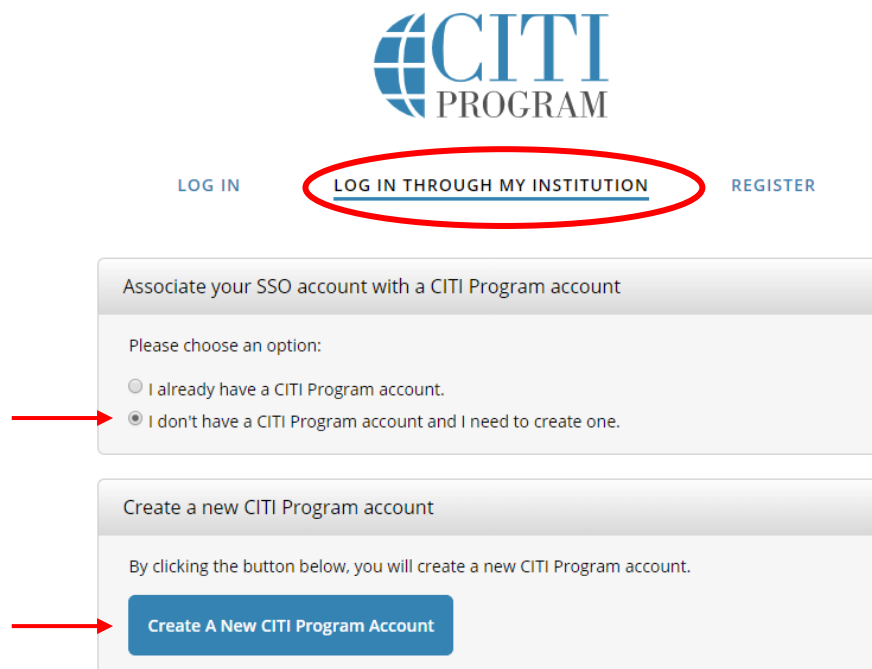 CITI
PROGRAM
LOG IN
LOG IN THROUGH MY INSTITUTION
REGISTER
Associate your SSO account with a CITI Program account
Please choose an option:
I already have a CITI Program account.
I don't have a CITI Program account and I need to create one.
Create a new CITI Program account
By clicking the button below, you will create a new CITI Program account.
Create A New CITI Program Account